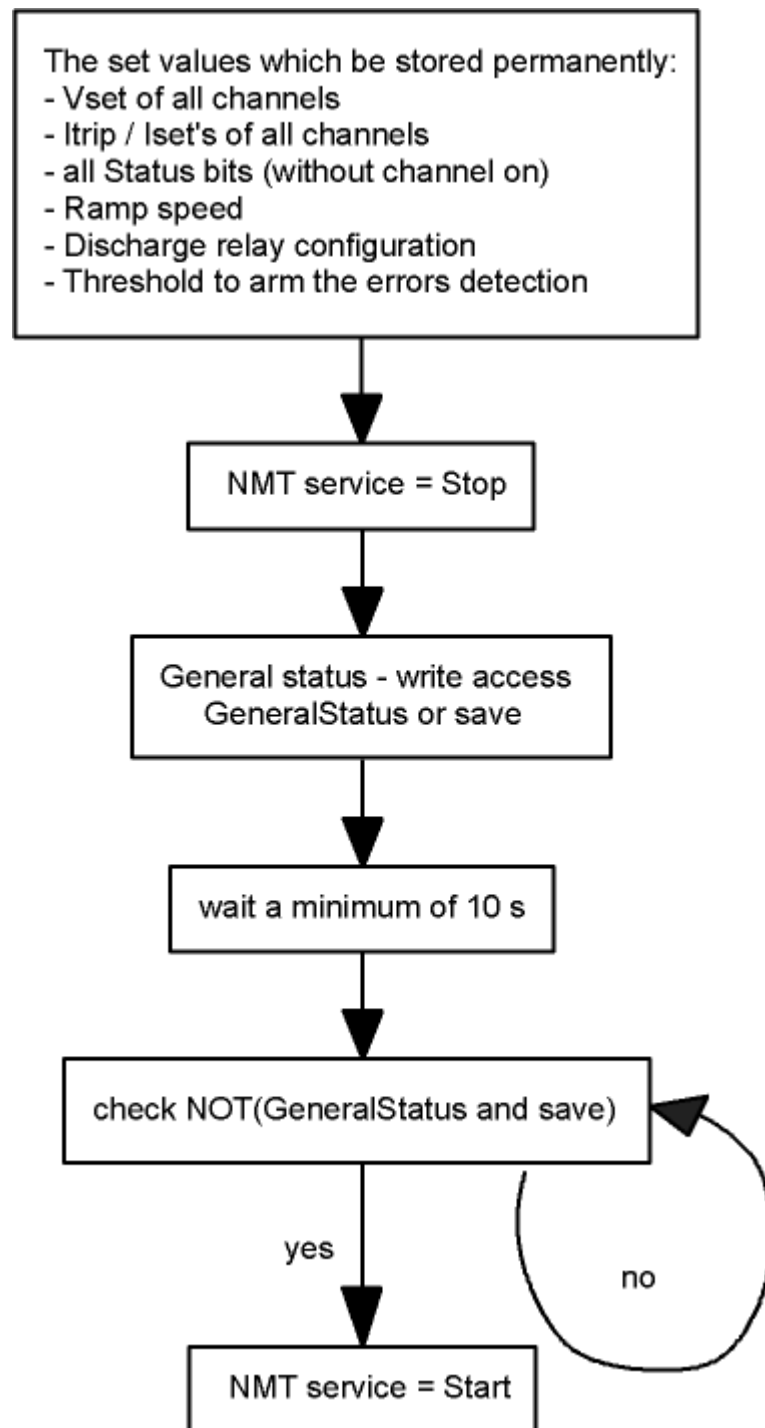 The set values which be stored permanently:
- Vset of all channels
- Itrip / Iset's of all channels
- all Status bits (without channel on)
- Ramp speed
- Discharge relay configuration
- Threshold to arm the errors detection
NMT service = Stop
General status - write access
GeneralStatus or save
wait a minimum of 10 s
check NOT(GeneralStatus and save)
yes
no
NMT service = Start